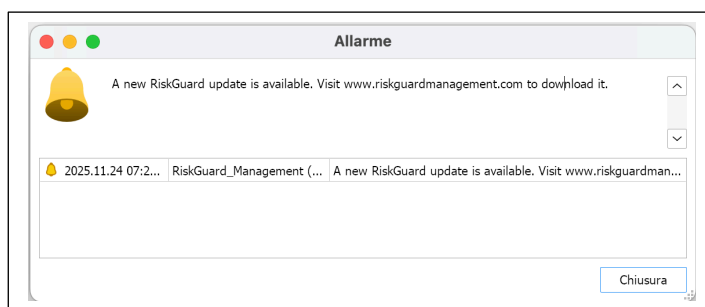 Allarme
A new RiskGuard update is available. Visit www.riskguardmanagement.com to download it.
2025.11.24 07:2... RiskGuard_Management (... A new RiskGuard update is available. Visit www.riskguardman...
Chiusura